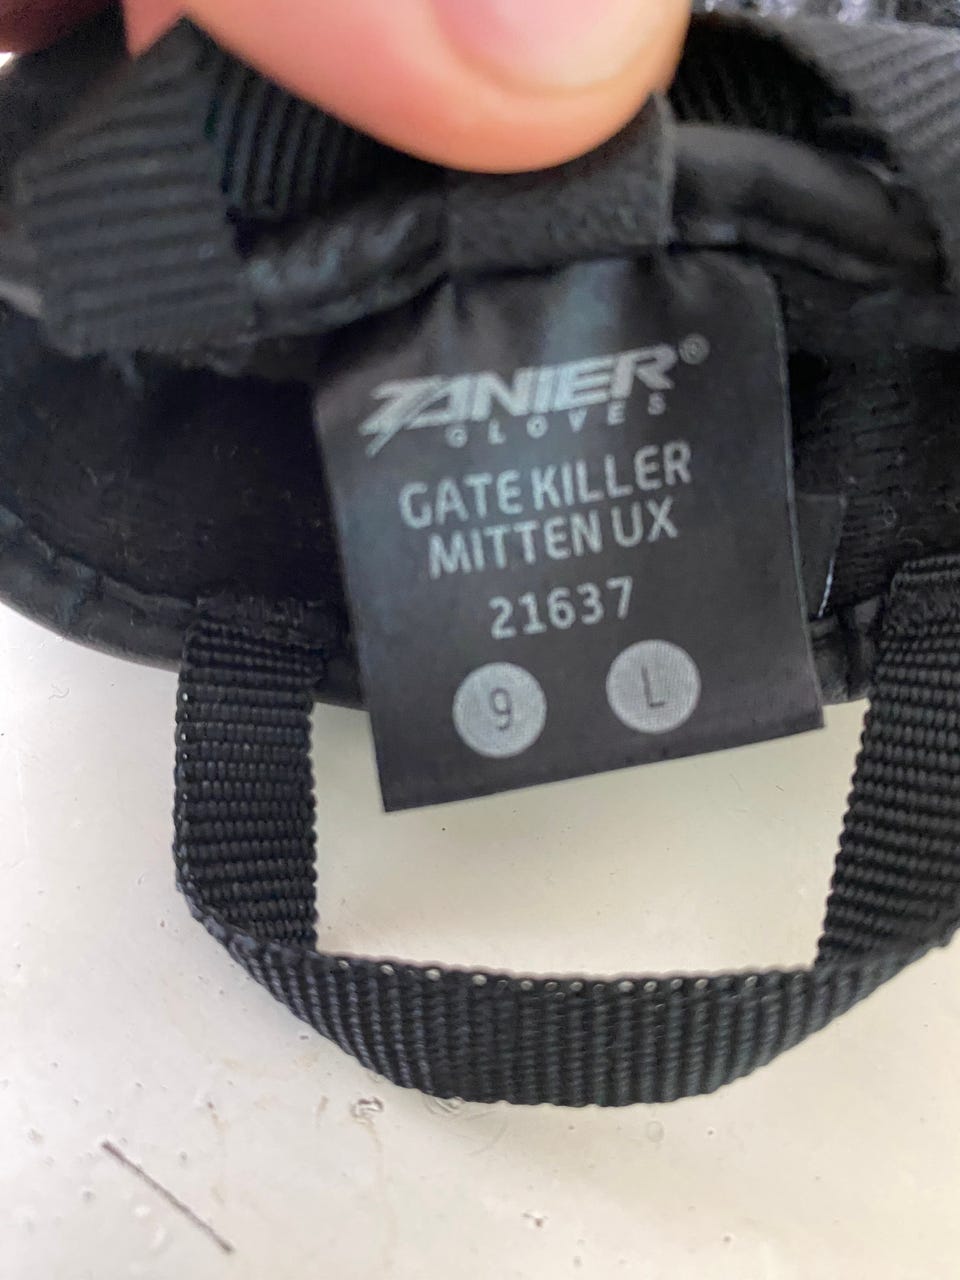 ZANIER®
GLOVES
GATE KILLER
MITTEN UX
21637
9 L